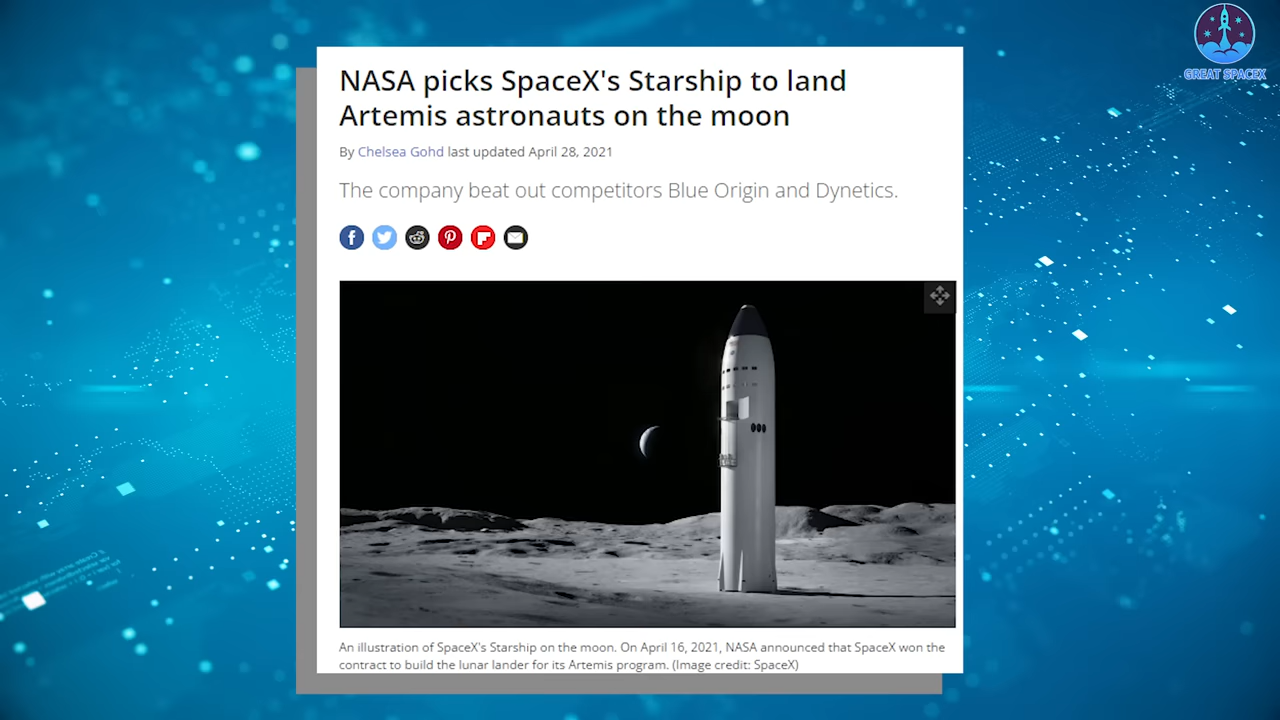 GREAT SPACEX
NASA picks SpaceX's Starship to land
Artemis astronauts on the moon
By Chelsea Gohd last updated April 28, 2021
The company beat out competitors Blue Origin and Dynetics.
An illustration of SpaceX's Starship on the moon. On April 16, 2021, NASA announced that SpaceX won the
contract to build the lunar lander for its Artemis program. (Image credit: SpaceX)